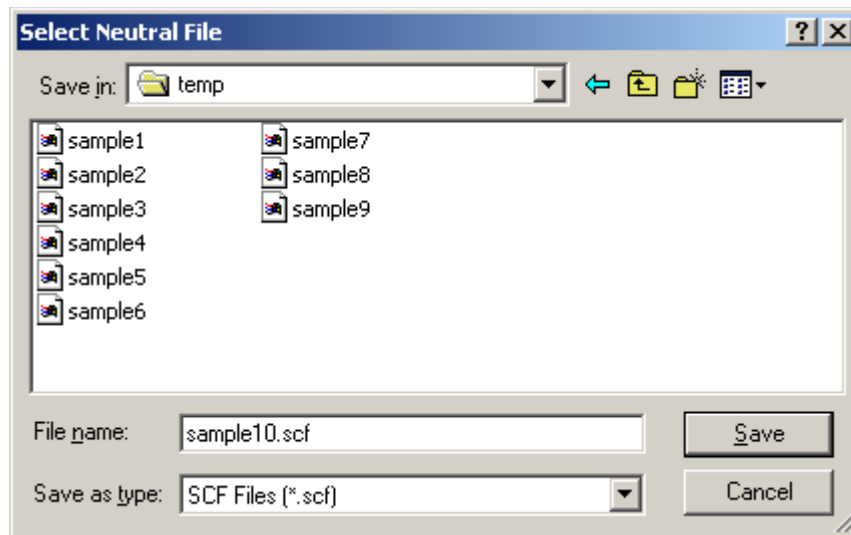 Select Neutral File
Save in: temp
sample1
sample2
sample3
sample4
sample5
sample6
sample7
sample8
sample9
File name: sample10.scf Save
Save as type: SCF Files (*.scf) Cancel